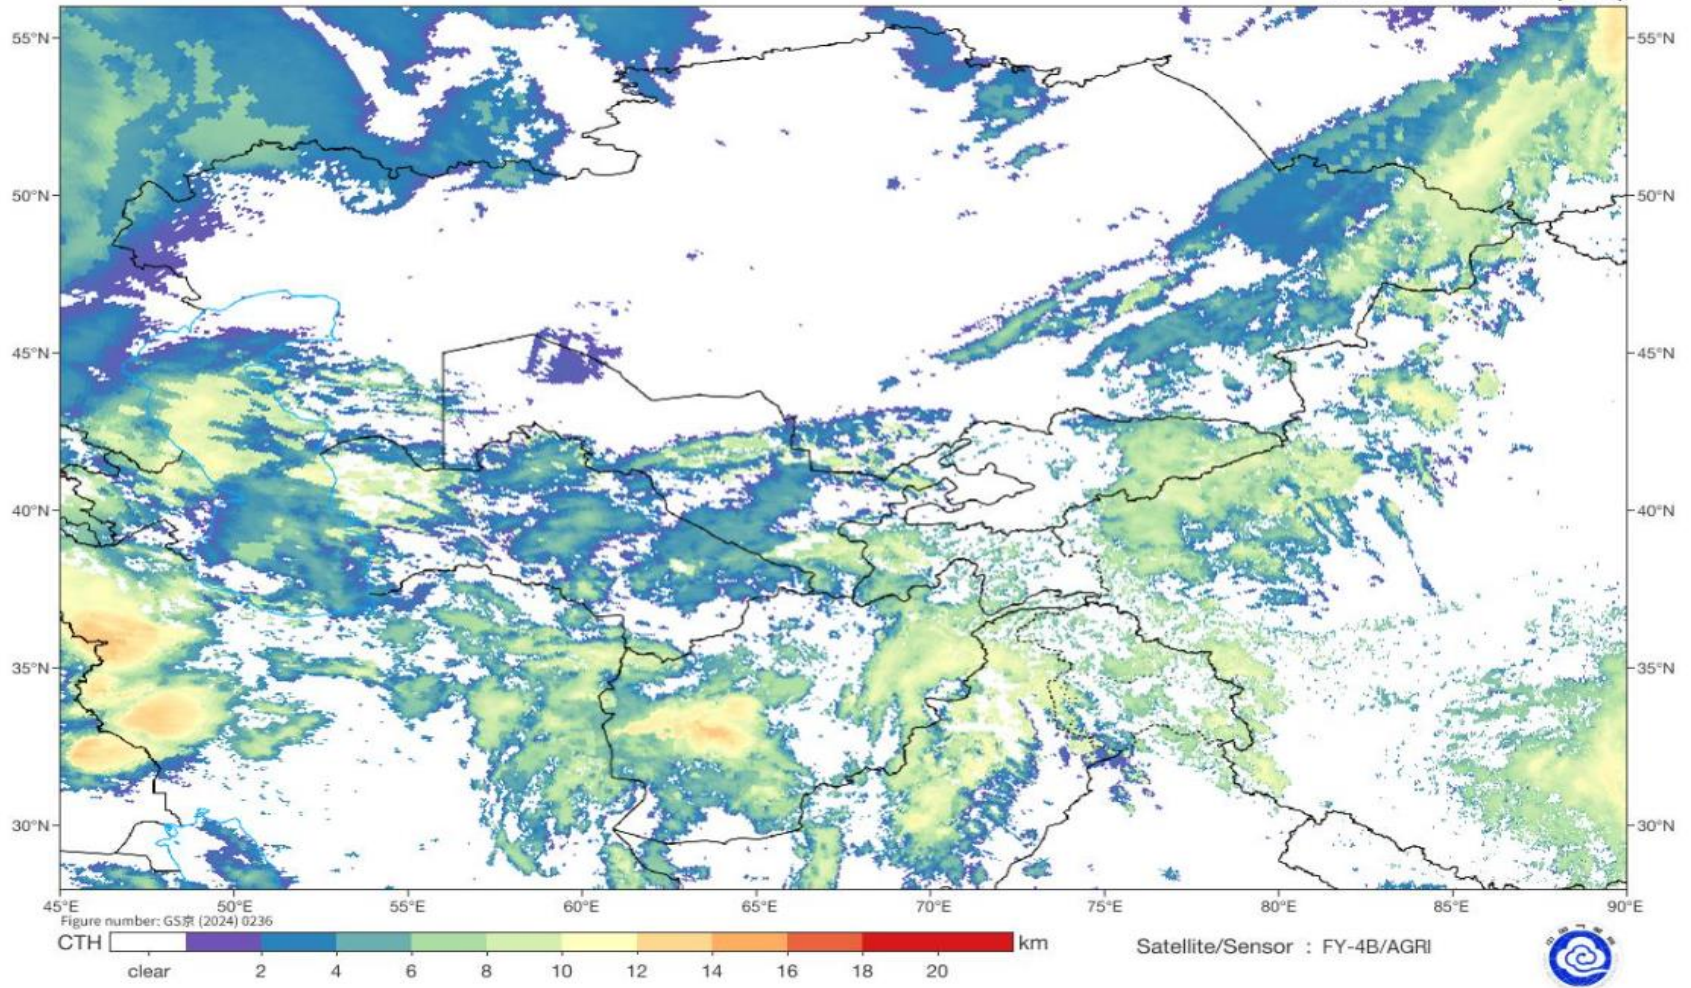 55°N 55°N
50°N 50°N
45°N 45°N
40°N 40°N
35°N 35°N
30°N 30°N
45°E 50°E 55°E 60°E 65°E 70°E 75°E 80°E 85°E 90°E
Figure number: GS京 (2024) 0236
CTH km Satellite/Sensor : FY-4B/AGRI
clear 2 4 6 8 10 12 14 16 18 20